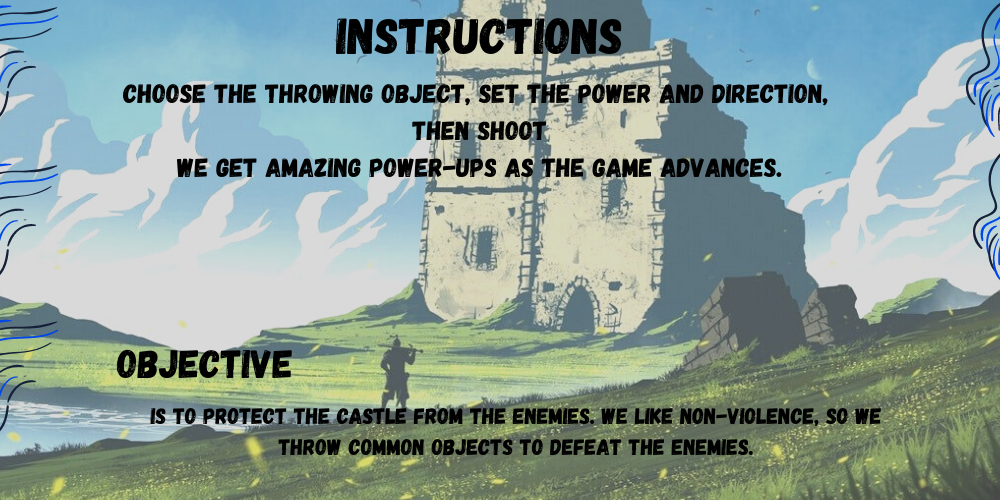 INSTRUCTIONS
CHOOSE THE THROWING OBJECT, SET THE POWER AND DIRECTION,
THEN SHOOT
WE GET AMAZING POWER-UPS AS THE GAME ADVANCES.
OBJECTIVE
IS TO PROTECT THE CASTLE FROM THE ENEMIES. WE LIKE NON-VIOLENCE, SO WE
THROW COMMON OBJECTS TO DEFEAT THE ENEMIES.